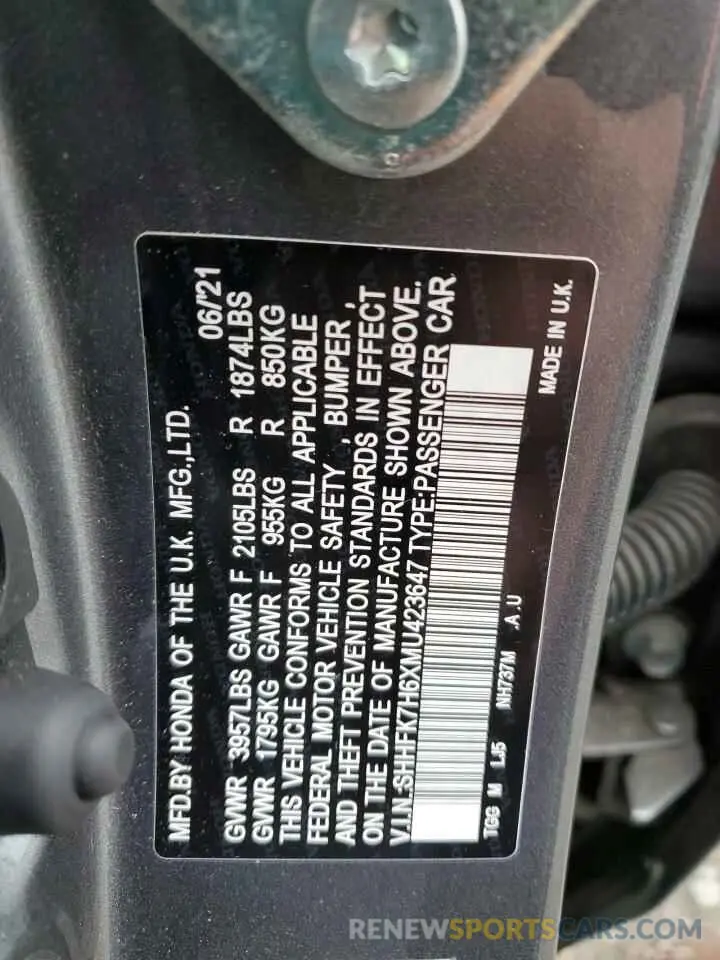 MFD.BY HONDA OF THE U.K. MFG.,LTD. 06/'21
GVWR 3957LBS GAWR F 2105LBS R 1874LBS
GVWR 1795KG GAWR F 955KG R 850KG
THIS VEHICLE CONFORMS TO ALL APPLICABLE
FEDERAL MOTOR VEHICLE SAFETY , BUMPER ,
AND THEFT PREVENTION STANDARDS IN EFFECT
ON THE DATE OF MANUFACTURE SHOWN ABOVE.
V.I.N:SHHFK7H6XMU423647 TYPE:PASSENGER CAR
TGG M LJ5 NH737M .A .U MADE IN U.K.
RENEWSPORTSCARS.COM